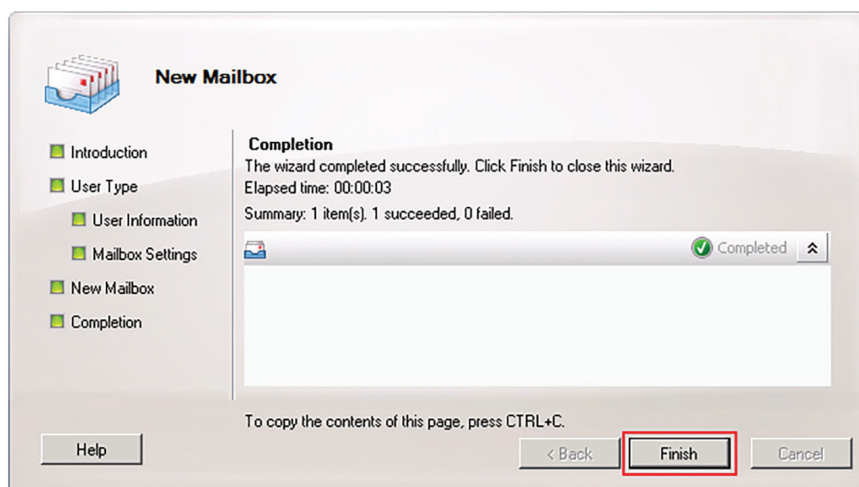 New Mailbox
Introduction
User Type
User Information
Mailbox Settings
New Mailbox
Completion
Completion
The wizard completed successfully. Click Finish to close this wizard.
Elapsed time: 00:00:03
Summary: 1 item(s). 1 succeeded, 0 failed.
Completed
To copy the contents of this page, press CTRL+C.
Help
< Back
Finish
Cancel